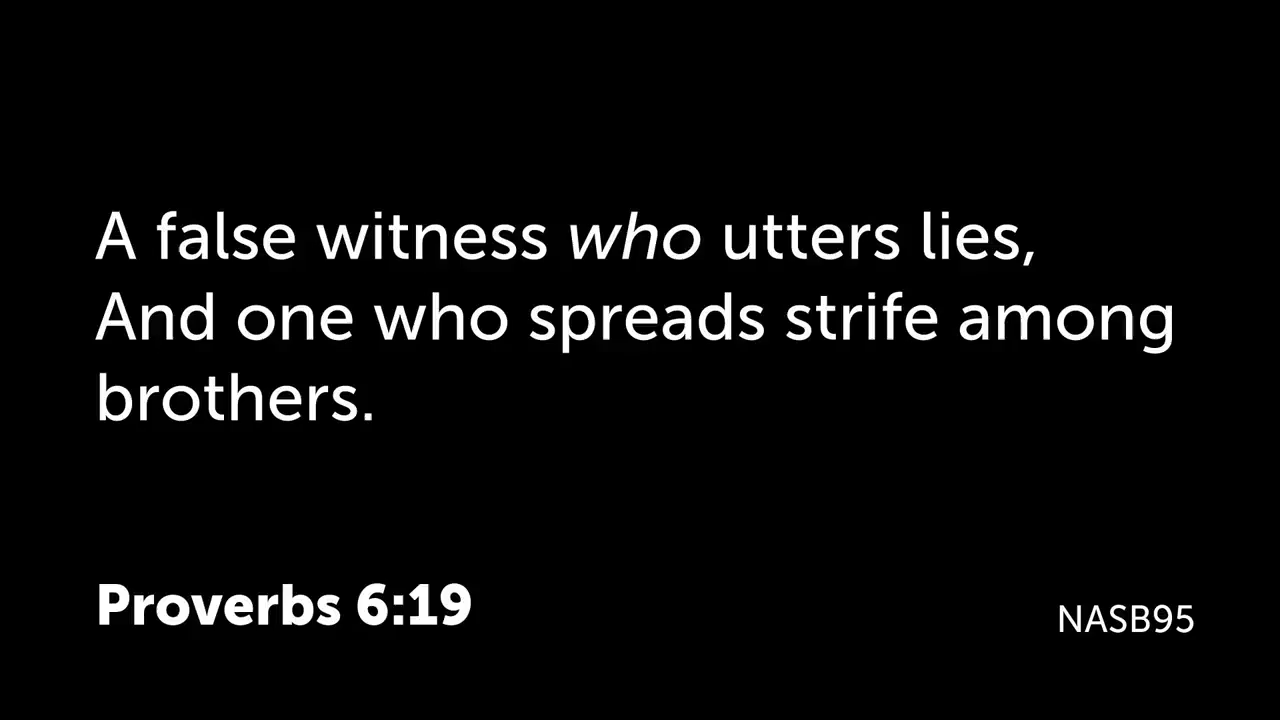 A false witness who utters lies,
And one who spreads strife among
brothers.
Proverbs 6:19
NASB95